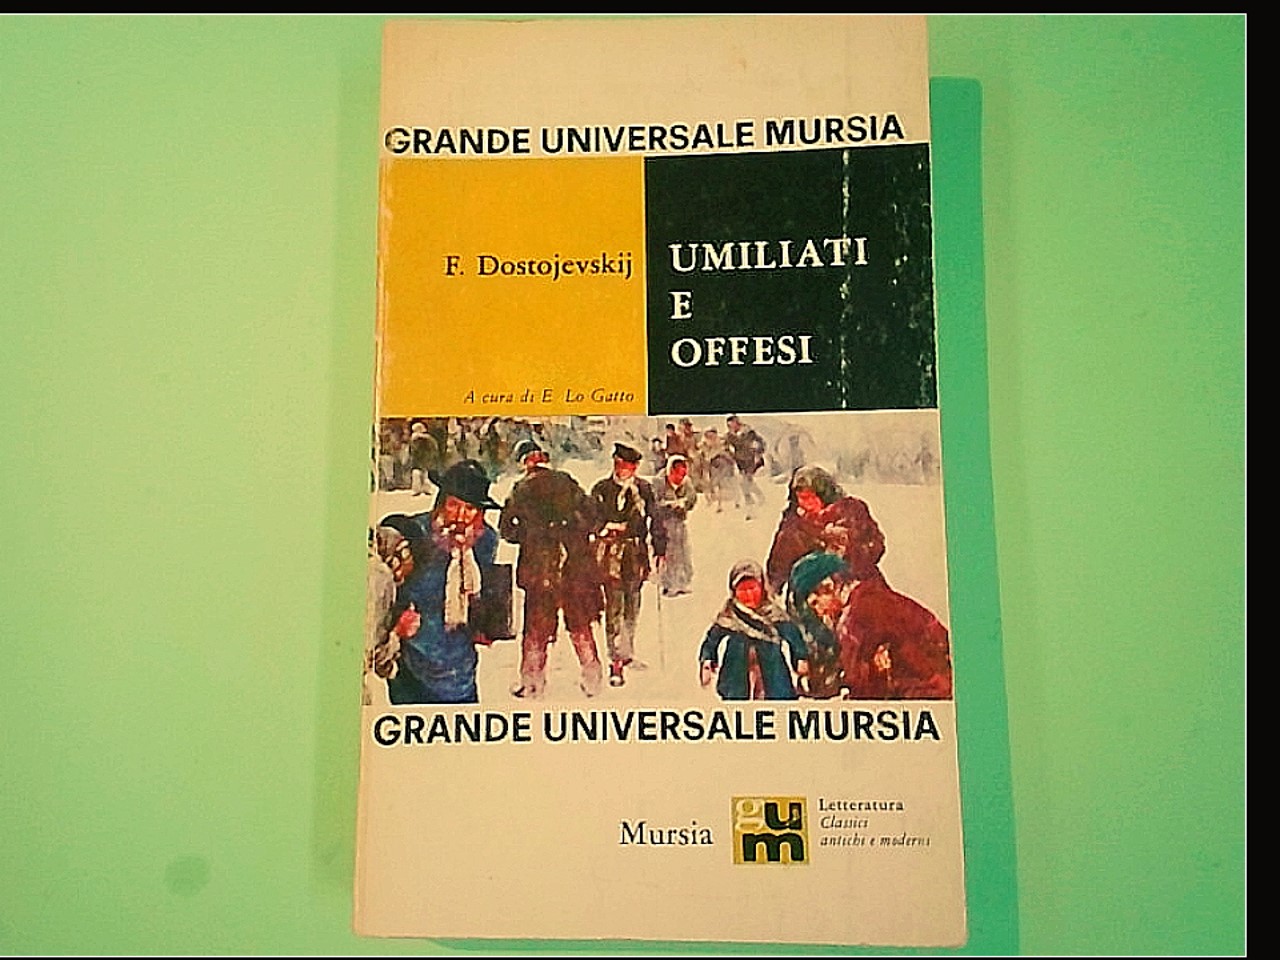 GRANDE UNIVERSALE MURSIA
F. Dostojevskij
A cura di E. Lo Gatto
UMILIATI
E
OFFESI
GRANDE UNIVERSALE MURSIA
Mursia
gum
Letteratura
Classici
antichi e moderni